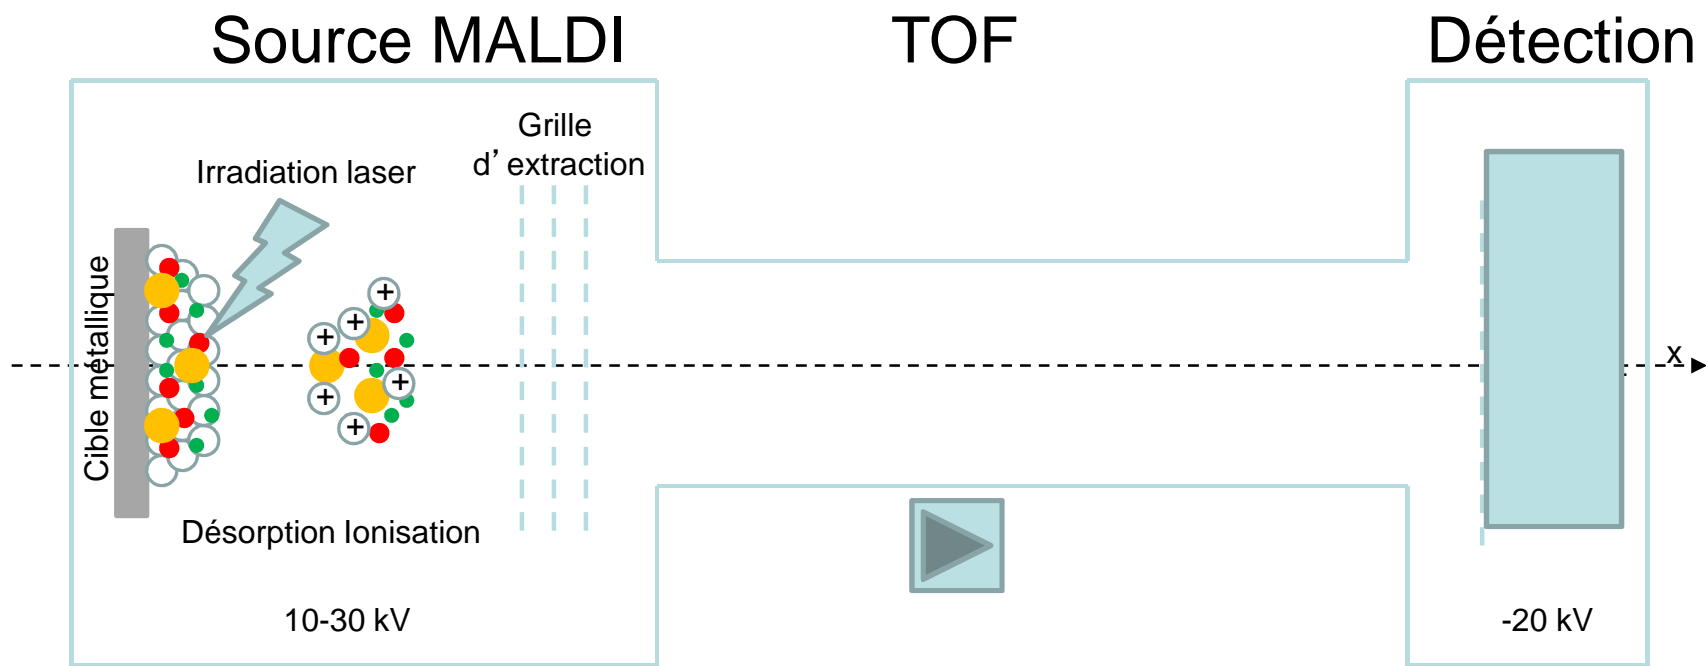 Source MALDI
TOF
Détection
Grille
d’ extraction
Irradiation laser
Cible métallique
+
+
+
+
+
+
x
Désorption Ionisation
10-30 kV
-20 kV